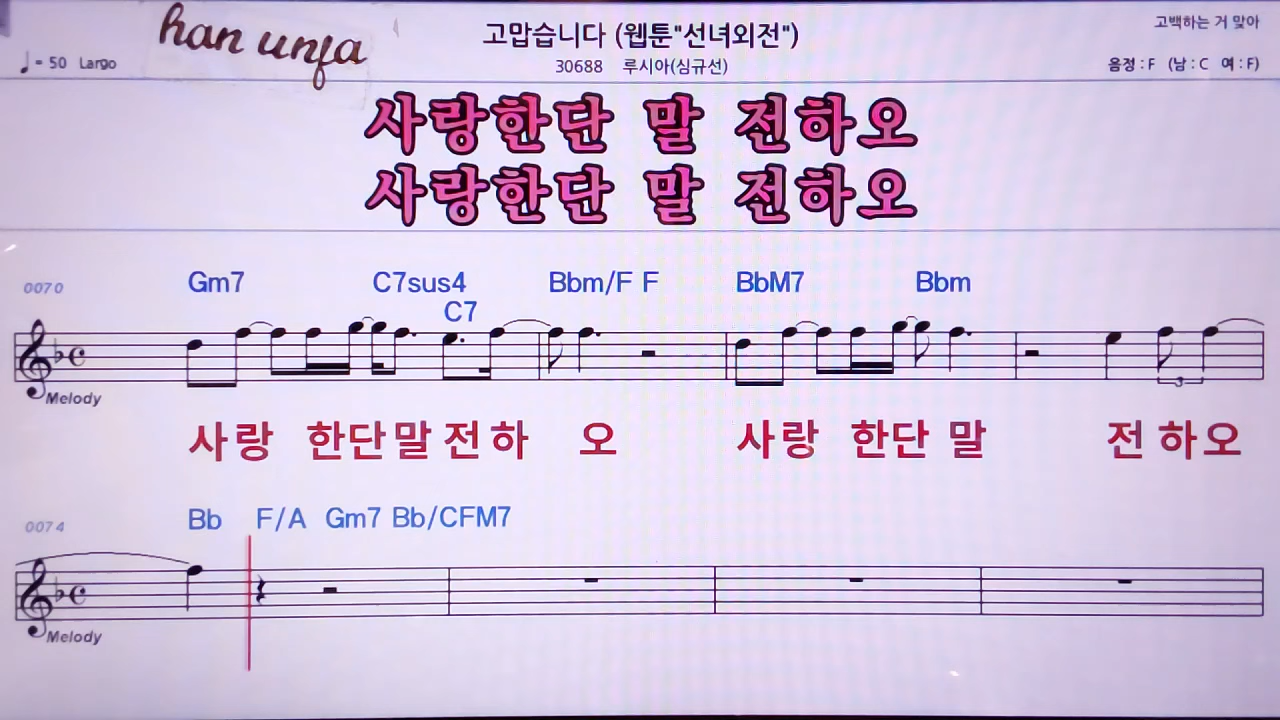 han unja
고맙습니다 (웹툰"선녀외전")
고백하는 거 맞아
♩= 50 Largo
30688 루시아(심규선)
음정 : F (남 : C 여 : F)
사랑한단 말 전하오
사랑한단 말 전하오
0070 Gm7 C7sus4 C7 Bbm/F F BbM7 Bbm
3
Melody
사랑 한단말전하 오 사랑 한단 말 전 하오
0074 Bb F/A Gm7 Bb/CFM7
Melody